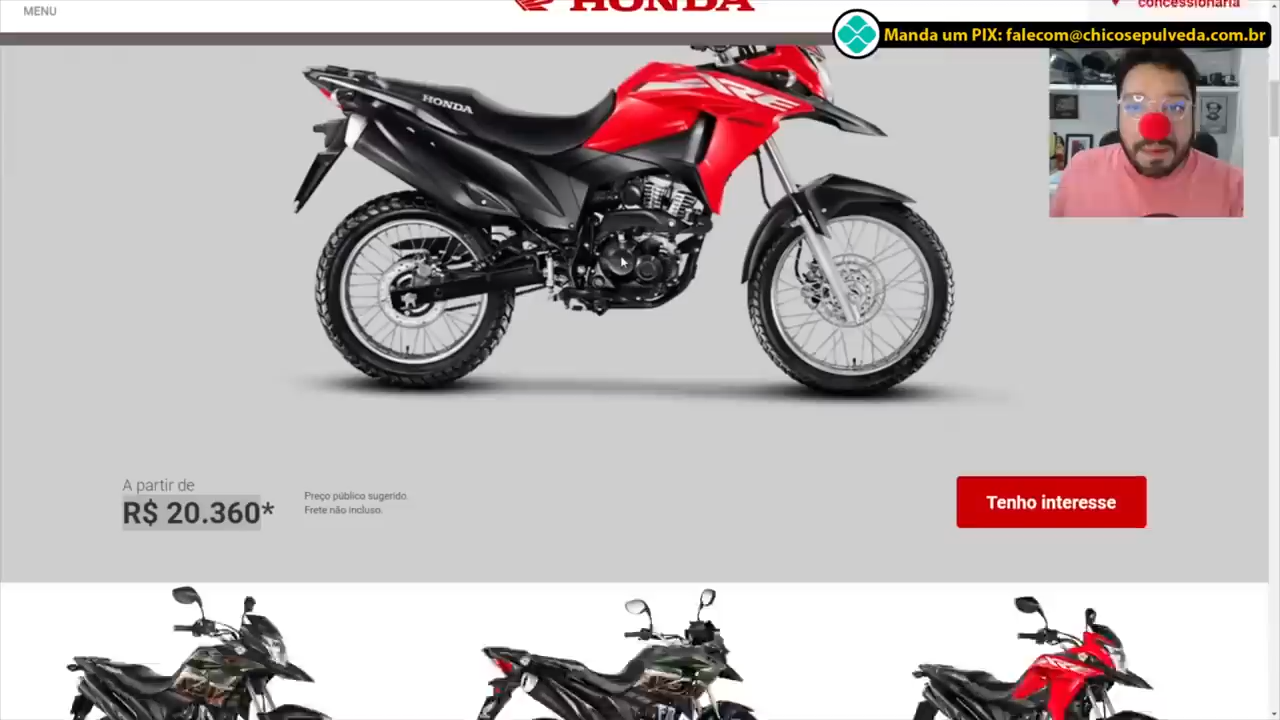 MENU
HONDA
concessionária
Manda um PIX: falecom@chicosepulveda.com.br
HONDA
XRE
A partir de
R$ 20.360*
Preço público sugerido.
Frete não incluso.
Tenho interesse